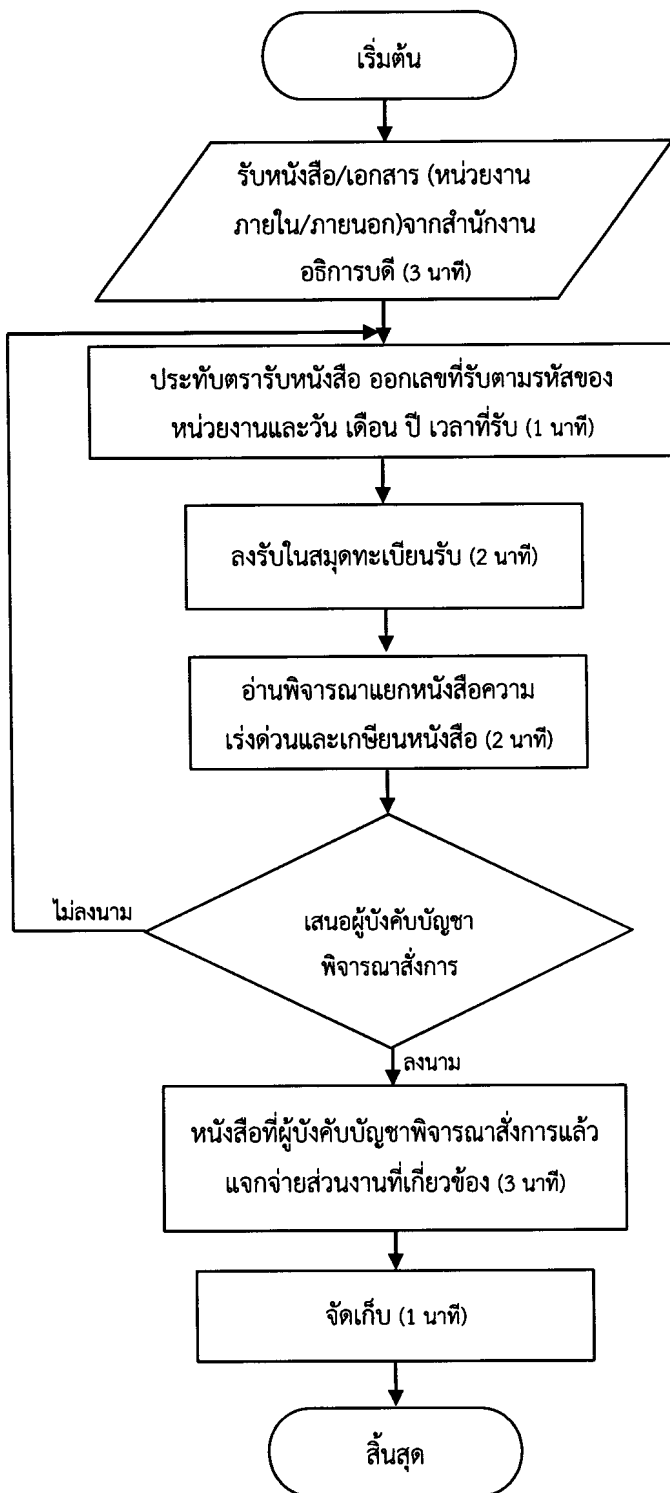 เริ่มต้น
รับหนังสือ/เอกสาร (หน่วยงาน
ภายใน/ภายนอก)จากสำนักงาน
อธิการบดี (3 นาที)
ประทับตรารับหนังสือ ออกเลขที่รับตามรหัสของ
หน่วยงานและวัน เดือน ปี เวลาที่รับ (1 นาที)
ลงรับในสมุดทะเบียนรับ (2 นาที)
อ่านพิจารณาแยกหนังสือความ
เร่งด่วนและเกษียนหนังสือ (2 นาที)
ไม่ลงนาม
เสนอผู้บังคับบัญชา
พิจารณาสั่งการ
ลงนาม
หนังสือที่ผู้บังคับบัญชาพิจารณาสั่งการแล้ว
แจกจ่ายส่วนงานที่เกี่ยวข้อง (3 นาที)
จัดเก็บ (1 นาที)
สิ้นสุด